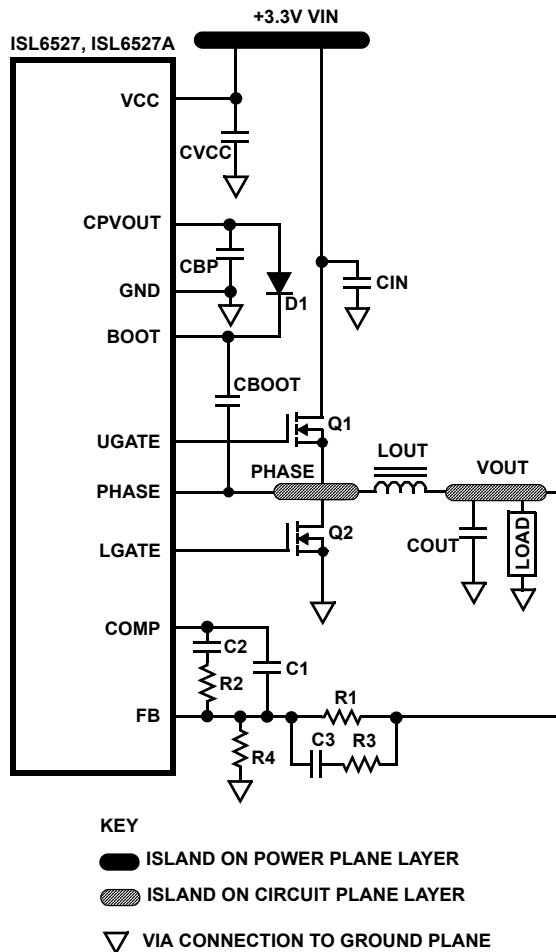 +3.3V VIN
ISL6527, ISL6527A
VCC
CVCC
CPVOUT
CBP
GND
D1
CIN
BOOT
CBOOT
Q1
UGATE
LOUT
VOUT
PHASE
PHASE
Q2
COUT
LOAD
LGATE
COMP
C2
C1
R2
R1
FB
C3
R3
R4
KEY
ISLAND ON POWER PLANE LAYER
ISLAND ON CIRCUIT PLANE LAYER
VIA CONNECTION TO GROUND PLANE